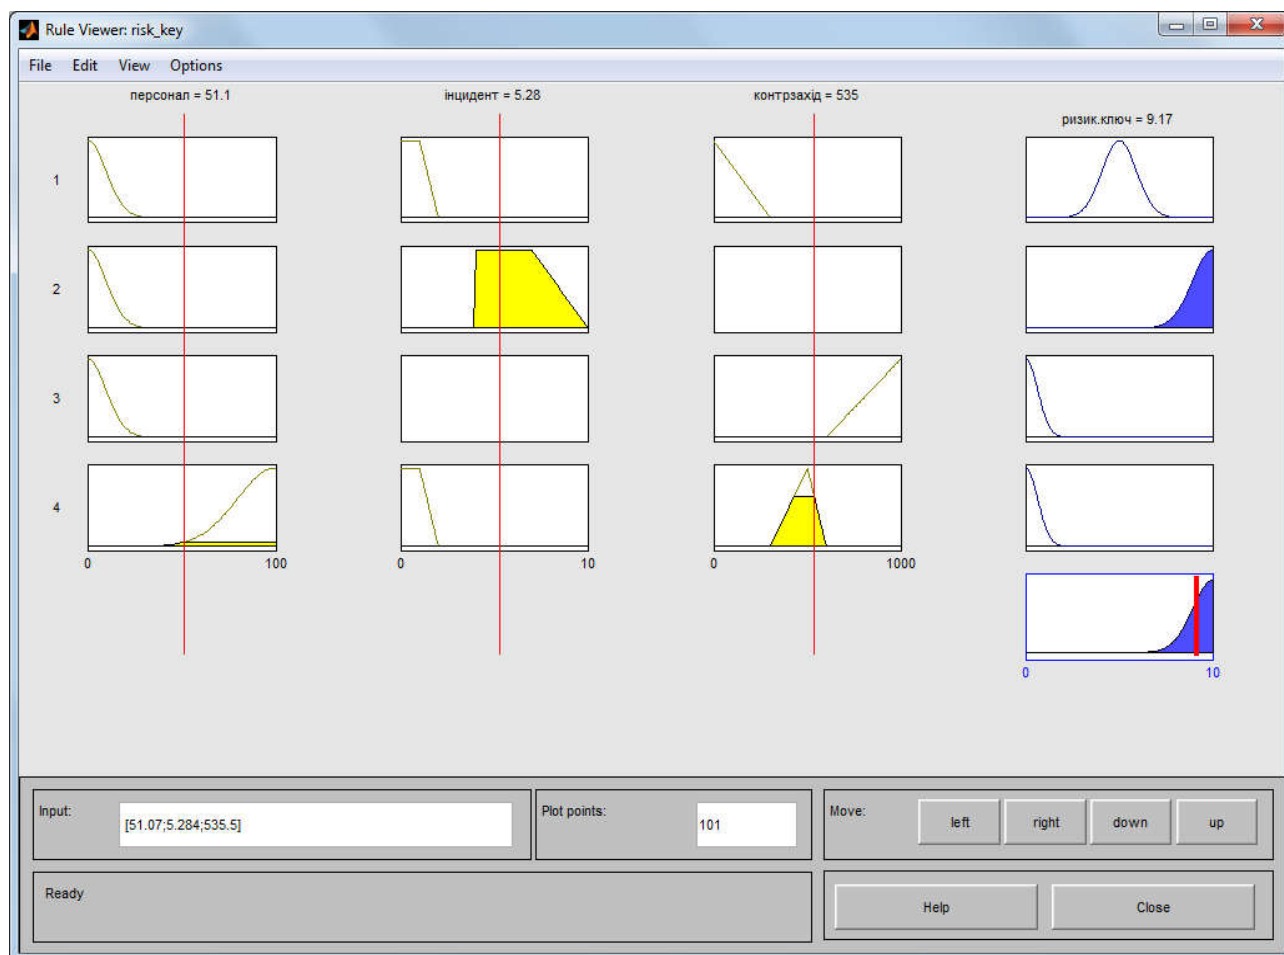 Rule Viewer: risk_key
File Edit View Options
персонал = 51.1
інцидент = 5.28
контрзахід = 535
ризик.ключ = 9.17
1
2
3
4
0 100
0 10
0 1000
0 10
Input:
[51.07;5.284;535.5]
Plot points:
101
Move:
left right down up
Ready
Help Close